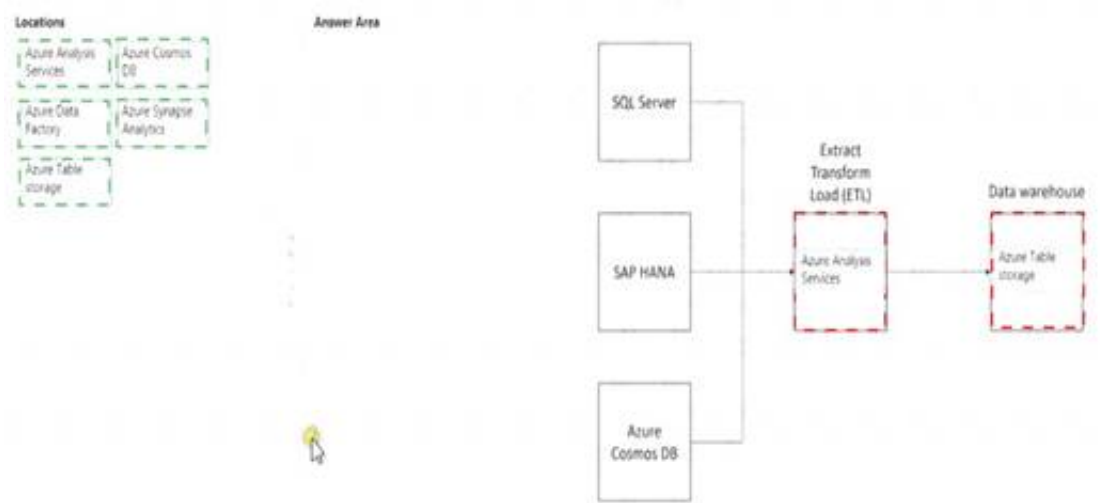 Locations
Answer Area
Azure Analysis
Services
Azure Cosmos
DB
Azure Data
Factory
Azure Synapse
Analytics
Azure Table
storage
SQL Server
SAP HANA
Azure
Cosmos DB
Extract
Transform
Load (ETL)
Azure Analysis
Services
Data warehouse
Azure Table
storage